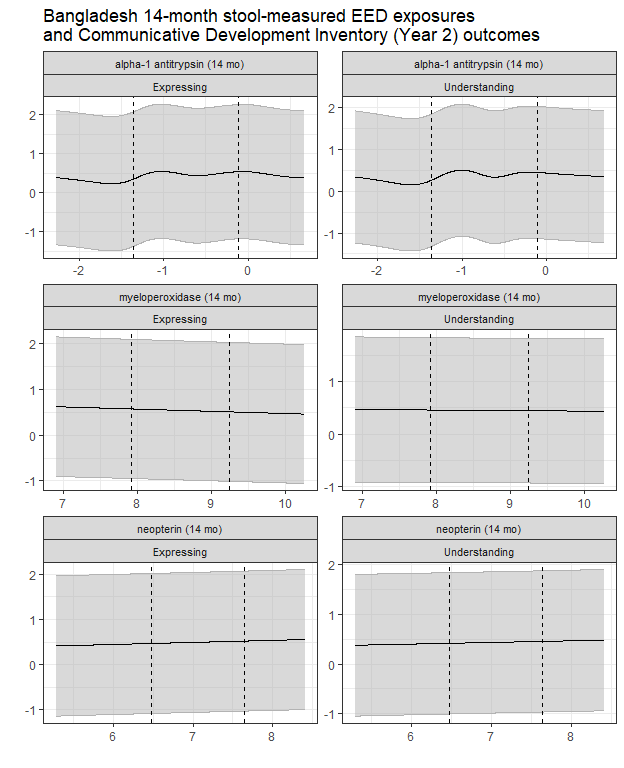 Bangladesh 14-month stool-measured EED exposures
and Communicative Development Inventory (Year 2) outcomes
alpha-1 antitrypsin (14 mo)
alpha-1 antitrypsin (14 mo)
Expressing
Understanding
2
1
0
-1
2
1
0
-1
-2 -1 0
-2 -1 0
myeloperoxidase (14 mo)
myeloperoxidase (14 mo)
Expressing
Understanding
2
1
0
-1
1
0
-1
7 8 9 10
7 8 9 10
neopterin (14 mo)
neopterin (14 mo)
Expressing
Understanding
2
1
0
-1
2
1
0
-1
6 7 8
6 7 8